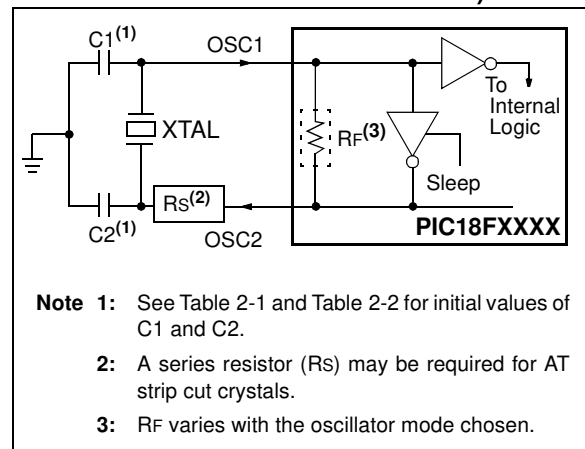 C1(1)
OSC1
To
Internal
Logic
XTAL
RF(3)
Sleep
RS(2)
C2(1)
OSC2
PIC18FXXXX
Note 1: See Table 2-1 and Table 2-2 for initial values of
C1 and C2.
2: A series resistor (RS) may be required for AT
strip cut crystals.
3: RF varies with the oscillator mode chosen.